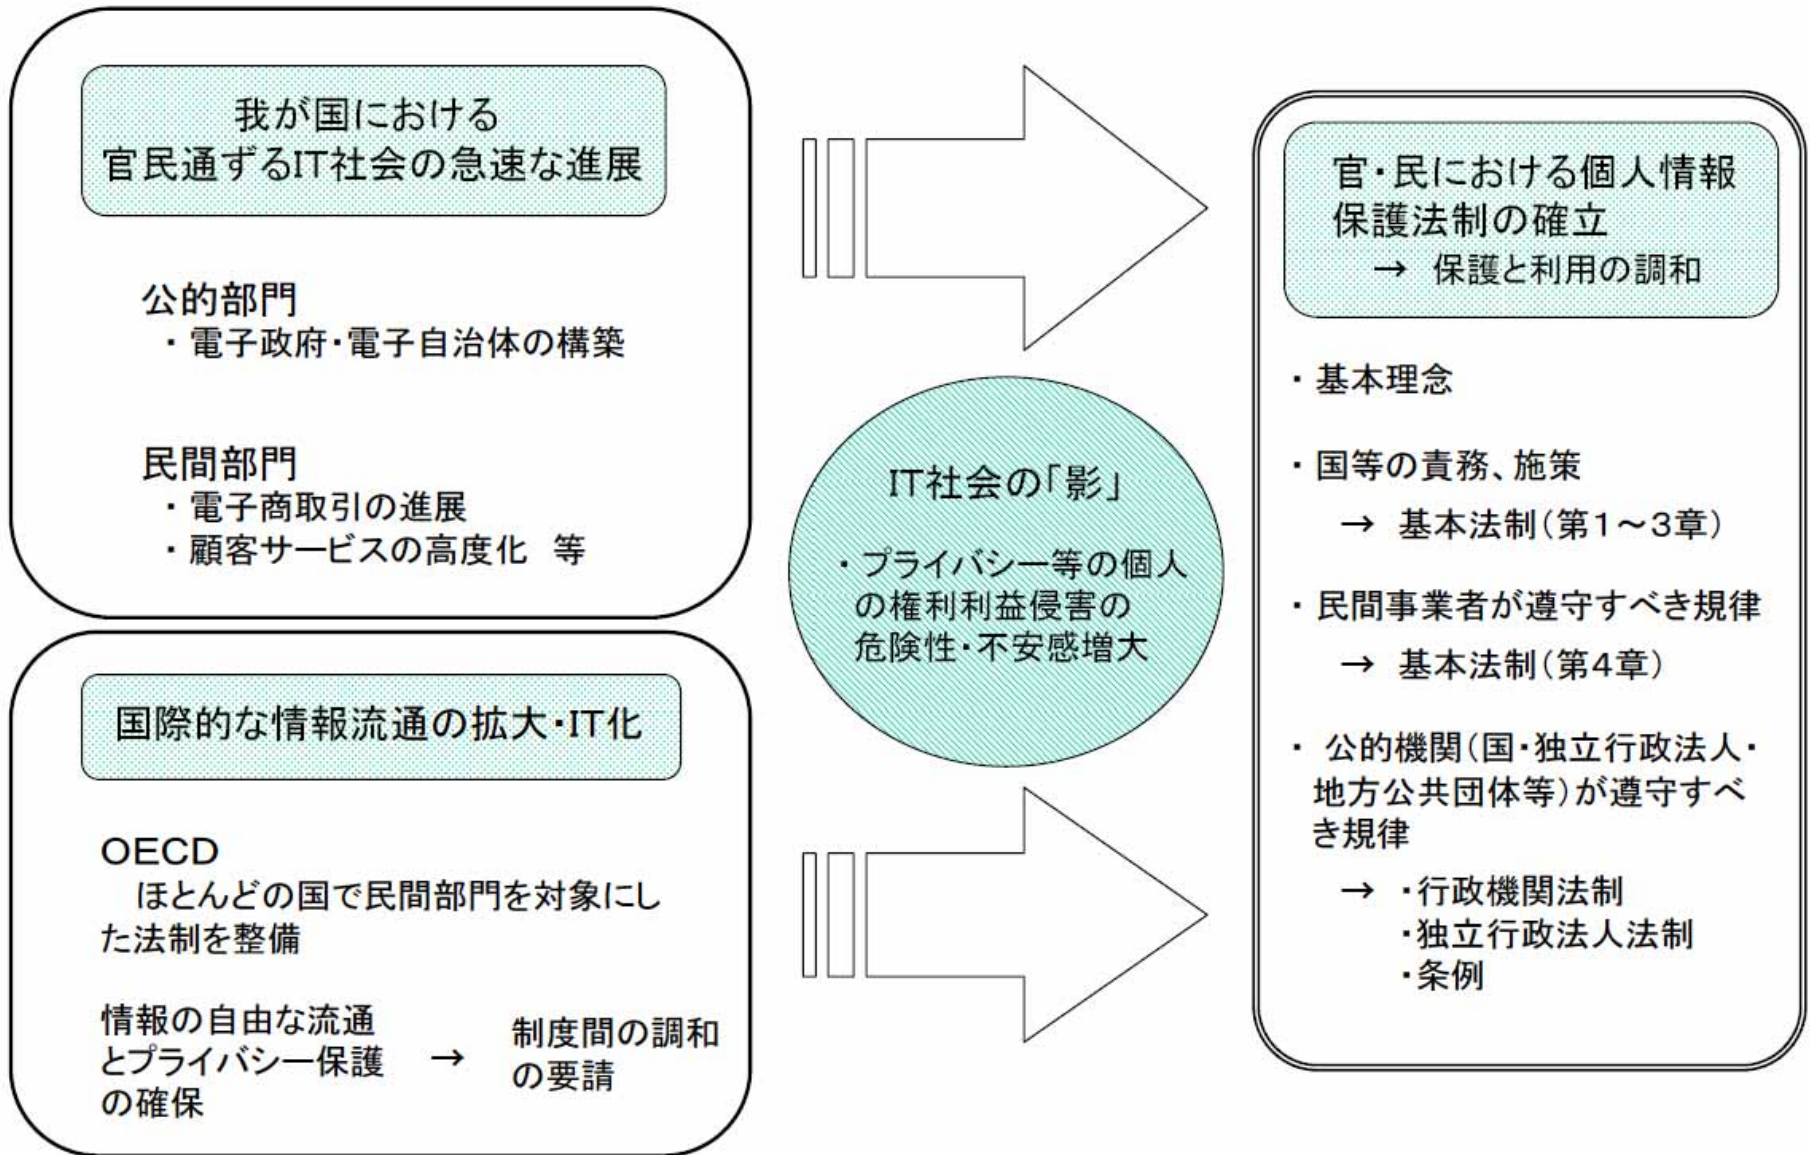 我が国における
官民通ずるIT社会の急速な進展
公的部門
・電子政府・電子自治体の構築
民間部門
・電子商取引の進展
・顧客サービスの高度化　等
国際的な情報流通の拡大・IT化
OECD
ほとんどの国で民間部門を対象にし
た法制を整備
情報の自由な流通
とプライバシー保護
の確保
→
制度間の調和
の要請
IT社会の「影」
・プライバシー等の個人
の権利利益侵害の
危険性・不安感増大
官・民における個人情報
保護法制の確立
→　保護と利用の調和
・基本理念
・国等の責務、施策
→　基本法制（第１～３章）
・民間事業者が遵守すべき規律
→　基本法制（第４章）
・ 公的機関（国・独立行政法人・
地方公共団体等）が遵守すべ
き規律
→　・行政機関法制
・独立行政法人法制
・条例